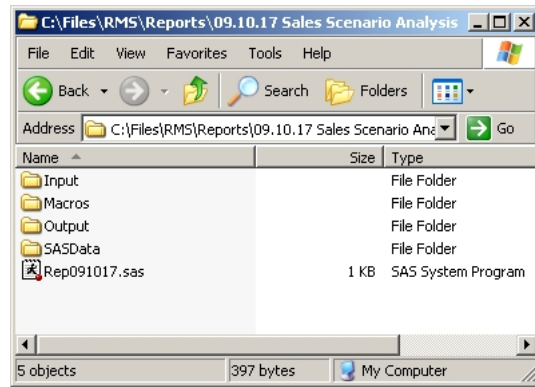 C:\Files\RMS\Reports\09.10.17 Sales Scenario Analysis
File Edit View Favorites Tools Help
Back Search Folders
Address C:\Files\RMS\Reports\09.10.17 Sales Scenario Ana Go
Name Size Type
Input File Folder
Macros File Folder
Output File Folder
SASData File Folder
Rep091017.sas 1 KB SAS System Program
5 objects 397 bytes My Computer